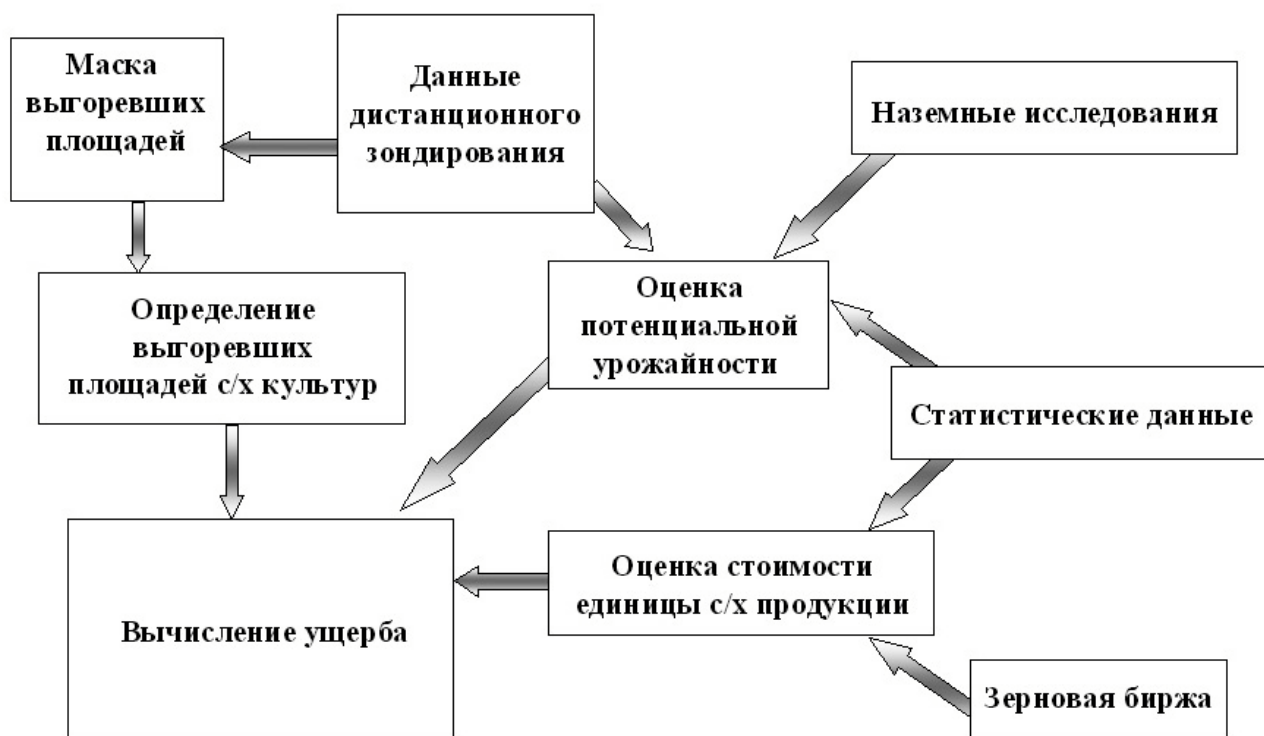 Маска
выгоревших
площадей
Данные
дистанционного
зондирования
Наземные исследования
Определение
выгоревших
площадей с/х культур
Оценка
потенциальной
урожайности
Статистические данные
Вычисление ущерба
Оценка стоимости
единицы с/х продукции
Зерновая биржа